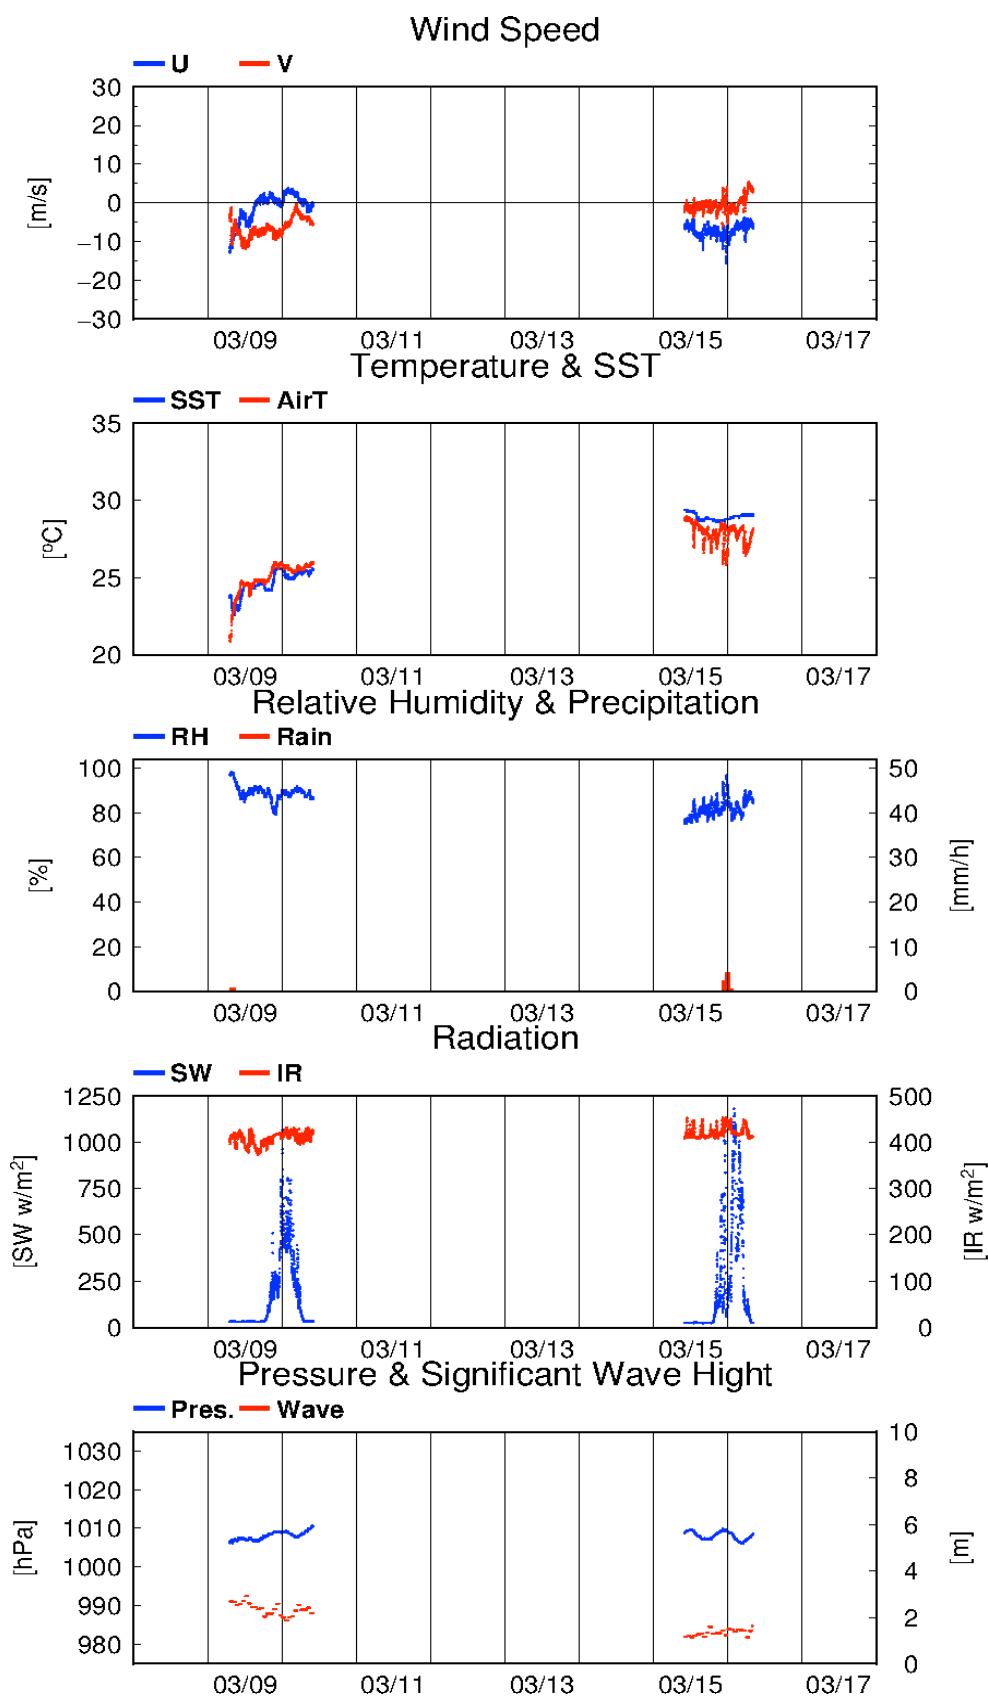 Wind Speed
U V
30
20
10
0
−10
−20
−30
[m/s]
03/09 03/11 03/13 03/15 03/17
Temperature & SST
SST AirT
35
30
25
20
[ºC]
03/09 03/11 03/13 03/15 03/17
Relative Humidity & Precipitation
RH Rain
100 50
80 40
60 30
40 20
20 10
0 0
[%] [mm/h]
03/09 03/11 03/13 03/15 03/17
Radiation
SW IR
1250 500
1000 400
750 300
500 200
250 100
0 0
[SW w/m²] [IR w/m²]
03/09 03/11 03/13 03/15 03/17
Pressure & Significant Wave Hight
Pres. Wave
10
1030
8
1020
1010 6
1000 4
990
2
980
0
[hPa] [m]
03/09 03/11 03/13 03/15 03/17